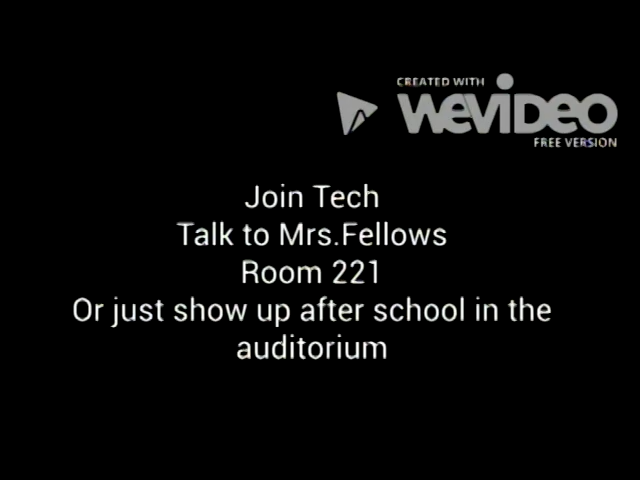 CREATED WITH
WEVIDEO
FREE VERSION
Join Tech
Talk to Mrs.Fellows
Room 221
Or just show up after school in the
auditorium